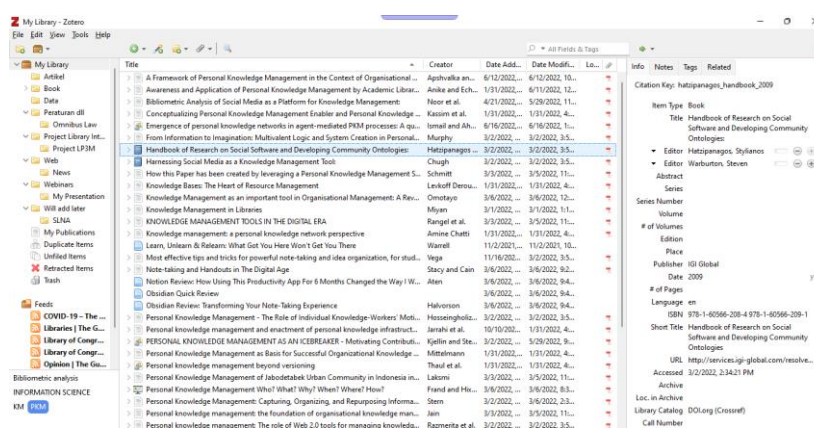 My Library - Zotero
File Edit View Tools Help
All Fields & Tags
My Library
Artikel
Book
Data
Peraturan dll
Omnibus Law
Project Library Int...
Project LP3M
Web
News
Webinars
My Presentation
Will add later
SLNA
My Publications
Duplicate Items
Unfiled Items
Retracted Items
Trash
Feeds
COVID-19 – The ...
Libraries | The G...
Library of Congr...
Library of Congr...
Opinion | The Gu...
Bibliometric analysis
INFORMATION SCIENCE
KM PKM
Title Creator Date Add... Date Modifi... Lo...
A Framework of Personal Knowledge Management in the Context of Organisational ... Apshvalka an... 6/12/2022, ... 6/12/2022, 10...
Awareness and Application of Personal Knowledge Management by Academic Librar... Anike and Ech... 1/31/2022, ... 6/11/2022, 12...
Bibliometric Analysis of Social Media as a Platform for Knowledge Management: Noor et al. 4/21/2022, ... 5/29/2022, 11...
Conceptualizing Personal Knowledge Management Enabler and Personal Knowledge ... Kassim et al. 1/31/2022, ... 1/31/2022, 4:...
Emergence of personal knowledge networks in agent-mediated PKM processes: A qu... Ismail and Ah... 6/16/2022, ... 6/16/2022, 1:...
From Information to Imagination: Multivalent Logic and System Creation in Personal... Murphy 3/2/2022, ... 3/2/2022, 3:5...
Handbook of Research on Social Software and Developing Community Ontologies: Hatzipanagos ... 3/2/2022, ... 3/2/2022, 3:5...
Harnessing Social Media as a Knowledge Management Tool: Chugh 3/2/2022, ... 3/2/2022, 3:5...
How this Paper has been created by leveraging a Personal Knowledge Management S... Schmitt 3/3/2022, ... 3/5/2022, 11:...
Knowledge Bases: The Heart of Resource Management Levkoff Derou... 1/31/2022, ... 1/31/2022, 4:...
Knowledge Management as an important tool in Organisational Management: A Rev... Omotayo 3/6/2022, ... 3/6/2022, 12:...
Knowledge Management in Libraries Miyan 3/1/2022, ... 3/1/2022, 1:1...
KNOWLEDGE MANAGEMENT TOOLS IN THE DIGITAL ERA Rangel et al. 3/3/2022, ... 3/5/2022, 11:...
Knowledge management: a personal knowledge network perspective Amine Chatti 1/31/2022, ... 1/31/2022, 4:...
Learn, Unlearn & Relearn: What Got You Here Won't Get You There Warrell 11/2/2021, ... 11/2/2021, 10...
Most effective tips and tricks for powerful note-taking and idea organization, for stud... Vega 11/16/202... 3/2/2022, 3:5...
Note-taking and Handouts in The Digital Age Stacy and Cain 3/6/2022, ... 3/6/2022, 9:2...
Notion Review: How Using This Productivity App For 6 Months Changed the Way I W... Aten 3/6/2022, ... 3/6/2022, 9:4...
Obsidian Quick Review 3/6/2022, ... 3/6/2022, 9:4...
Obsidian Review: Transforming Your Note-Taking Experience Halvorson 3/6/2022, ... 3/6/2022, 9:4...
Personal Knowledge Management - The Role of Individual Knowledge-Workers' Moti... Hosseingholiz... 3/2/2022, ... 3/2/2022, 3:5...
Personal knowledge management and enactment of personal knowledge infrastruct... Jarrahi et al. 10/10/202... 1/31/2022, 4:...
PERSONAL KNOWLEDGE MANAGEMENT AS AN ICEBREAKER - Motivating Contributi... Kjellin and Ste... 3/2/2022, ... 5/29/2022, 9:...
Personal Knowledge Management as Basis for Successful Organizational Knowledge ... Mittelmann 1/31/2022, ... 1/31/2022, 4:...
Personal knowledge management beyond versioning Thaul et al. 1/31/2022, ... 1/31/2022, 4:...
Personal Knowledge Management of Jabodetabek Urban Community in Indonesia in... Laksmi 3/3/2022, ... 3/5/2022, 11:...
Personal Knowledge Management Who? What? Why? When? Where? How? Frand and Hix... 3/6/2022, ... 3/6/2022, 8:3...
Personal Knowledge Management: Capturing, Organizing, and Repurposing Informa... Stern 3/6/2022, ... 3/6/2022, 2:3...
Personal knowledge management: the foundation of organisational knowledge man... Jain 3/3/2022, ... 3/5/2022, 11:...
Personal knowledge management: The role of Web 2.0 tools for managing knowledg... Razmerita et al. 3/2/2022, ... 3/2/2022, 3:5...
Info Notes Tags Related
Citation Key: hatzipanagos_handbook_2009
Item Type Book
Title Handbook of Research on Social
Software and Developing Community
Ontologies:
Editor Hatzipanagos, Stylianos
Editor Warburton, Steven
Abstract
Series
Series Number
Volume
# of Volumes
Edition
Place
Publisher IGI Global
Date 2009 y
# of Pages
Language en
ISBN 978-1-60566-208-4 978-1-60566-209-1
Short Title Handbook of Research on Social
Software and Developing Community
Ontologies
URL http://services.igi-global.com/resolve...
Accessed 3/2/2022, 2:34:21 PM
Archive
Loc. in Archive
Library Catalog DOI.org (Crossref)
Call Number